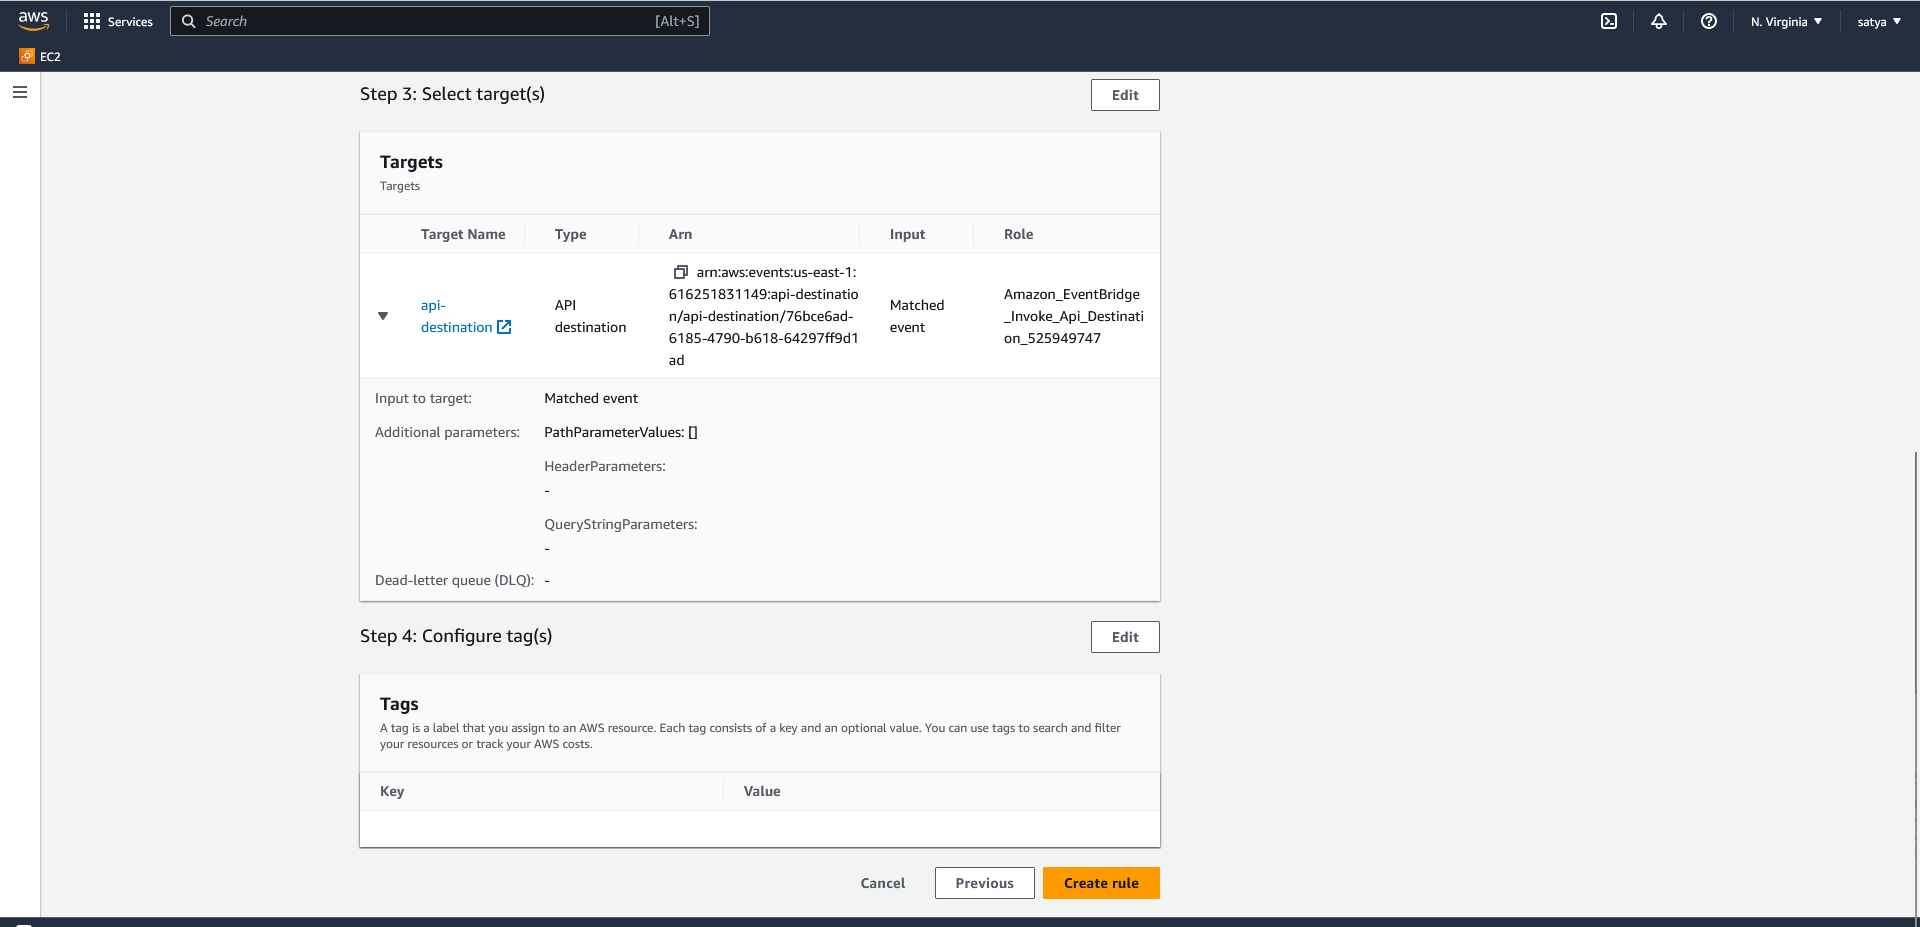 aws
Services
Search
[Alt+S]
N. Virginia
satya
EC2
Step 3: Select target(s)
Edit
Targets
Targets
Target Name
Type
Arn
Input
Role
api-
destination
API
destination
arn:aws:events:us-east-1:
616251831149:api-destinatio
n/api-destination/76bce6ad-
6185-4790-b618-64297ff9d1
ad
Matched
event
Amazon_EventBridge
_Invoke_Api_Destinati
on_525949747
Input to target:
Matched event
Additional parameters:
PathParameterValues: []
HeaderParameters:
-
QueryStringParameters:
-
Dead-letter queue (DLQ):
-
Step 4: Configure tag(s)
Edit
Tags
A tag is a label that you assign to an AWS resource. Each tag consists of a key and an optional value. You can use tags to search and filter
your resources or track your AWS costs.
Key
Value
Cancel
Previous
Create rule